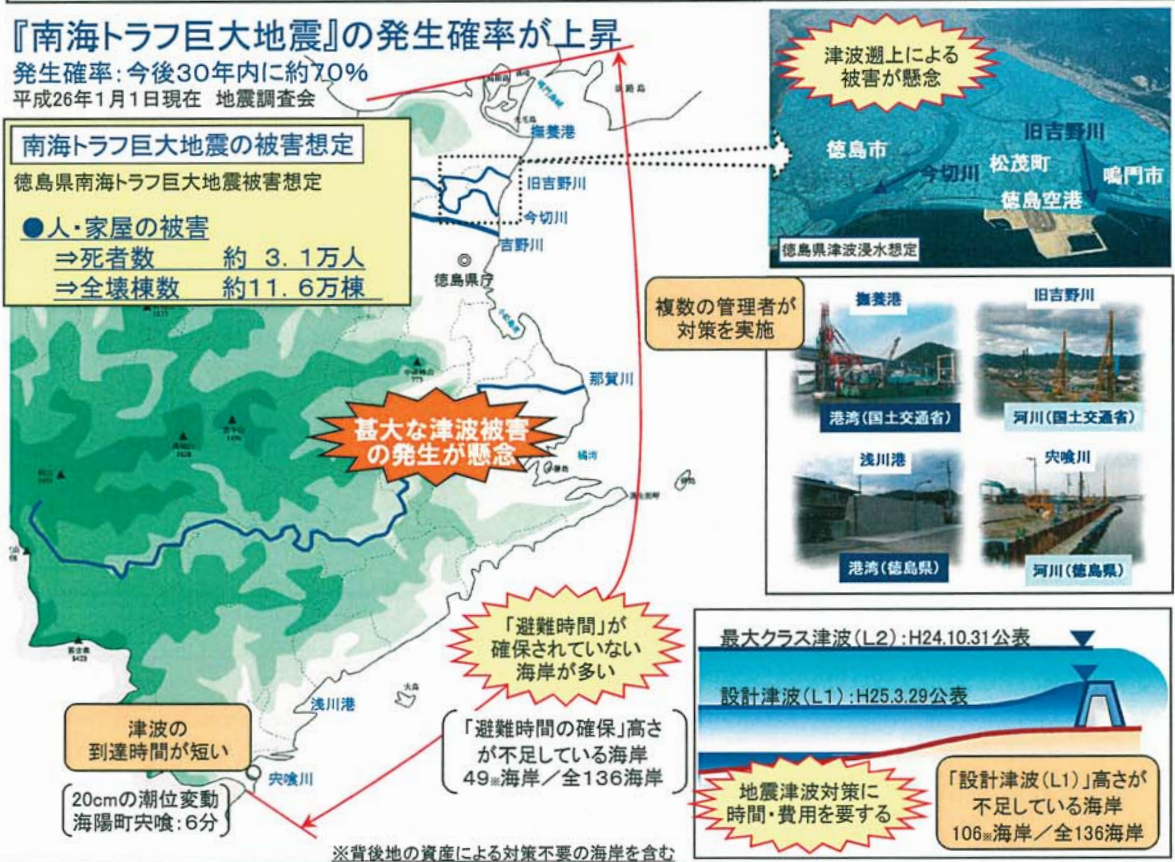 『南海トラフ巨大地震』の発生確率が上昇
発生確率：今後30年内に約70%
平成26年1月1日現在 地震調査会
南海トラフ巨大地震の被害想定
徳島県南海トラフ巨大地震被害想定
●人・家屋の被害
⇒死者数 約 3.1万人
⇒全壊棟数 約11.6万棟
淡路島
大毛島
撫養港
旧吉野川
今切川
吉野川
徳島県庁
那賀川
橘湾
蒲生田岬
伊島
大島
浅川港
宍喰川
甚大な津波被害
の発生が懸念
津波遡上による
被害が懸念
旧吉野川
徳島市
今切川
松茂町
鳴門市
徳島空港
徳島県津波浸水想定
複数の管理者が
対策を実施
撫養港
港湾(国土交通省)
旧吉野川
河川(国土交通省)
浅川港
港湾(徳島県)
宍喰川
河川(徳島県)
「避難時間」が
確保されていない
海岸が多い
「避難時間の確保」高さ
が不足している海岸
49※海岸／全136海岸
津波の
到達時間が短い
20cmの潮位変動
海陽町宍喰：6分
最大クラス津波(L2)：H24.10.31公表
設計津波(L1)：H25.3.29公表
地震津波対策に
時間・費用を要する
「設計津波(L1)」高さが
不足している海岸
106※海岸／全136海岸
※背後地の資産による対策不要の海岸を含む